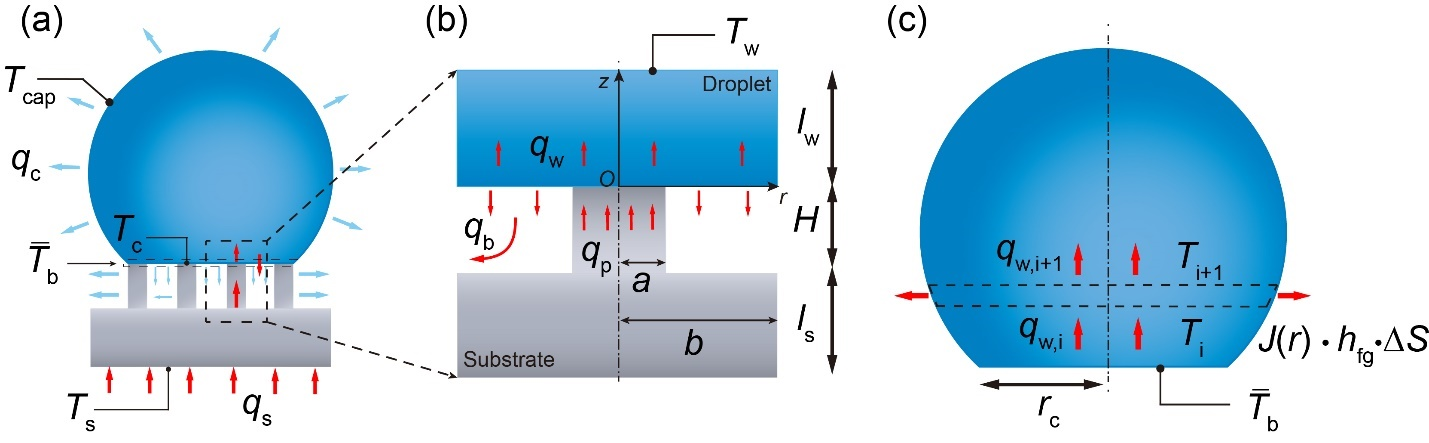 (a)
T_cap
q_c
T_c
T̅_b
T_s
q_s
(b)
T_w
z
Droplet
q_w
l_w
O
r
q_b
q_p
H
a
b
l_s
Substrate
(c)
q_w,i+1
T_i+1
q_w,i
T_i
J(r)·h_fg·ΔS
r_c
T̅_b